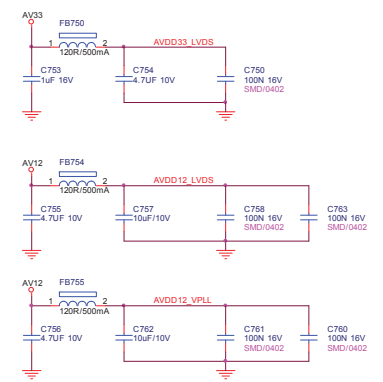 AV33
FB750
1
2
120R/500mA
AVDD33_LVDS
C753
1uF 16V
C754
4.7UF 10V
C750
100N 16V
SMD/0402
AV12
FB754
1
2
120R/500mA
AVDD12_LVDS
C755
4.7UF 10V
C757
10uF/10V
C758
100N 16V
SMD/0402
C763
100N 16V
SMD/0402
AV12
FB755
1
2
120R/500mA
AVDD12_VPLL
C756
4.7UF 10V
C762
10uF/10V
C761
100N 16V
SMD/0402
C760
100N 16V
SMD/0402